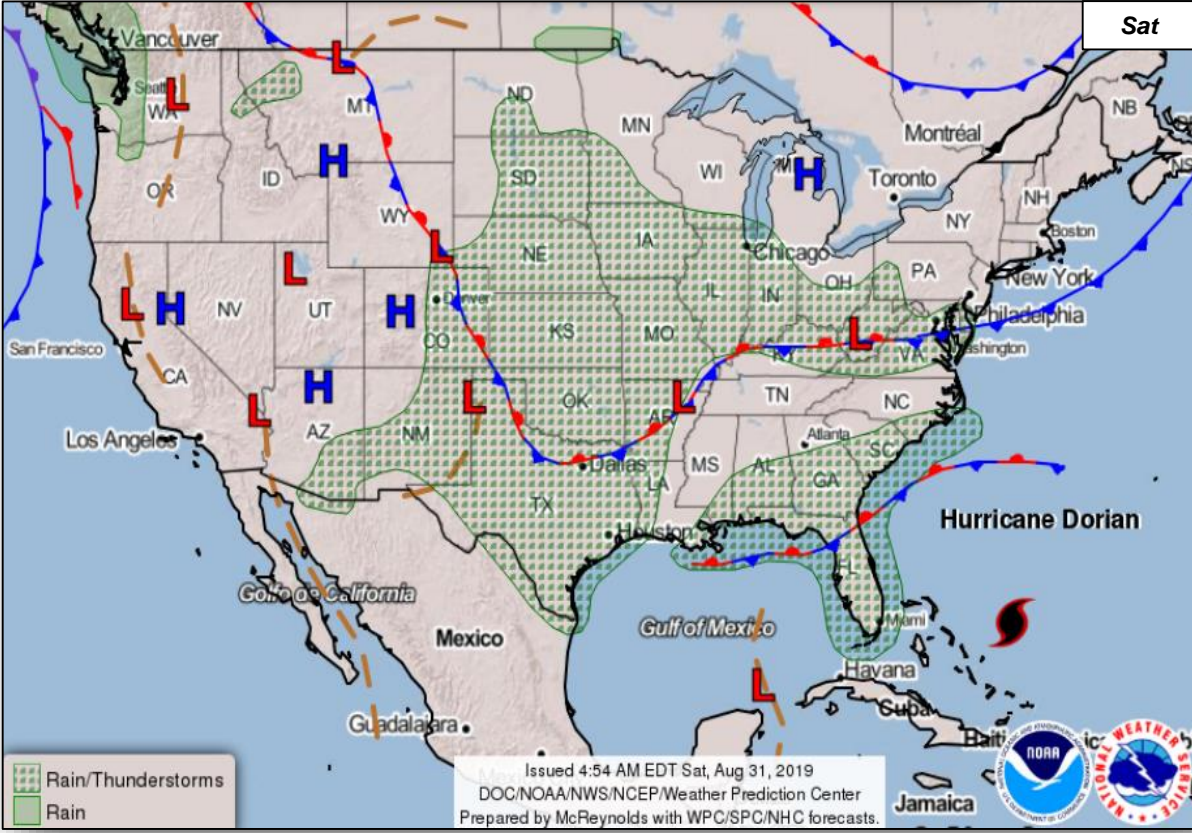 Sat
Vancouver
Seattle
L
L
WA
MT
ND
MN
NB
Montréal
H
OR
ID
SD
WI
MI
H
Toronto
NH
WY
NY
Boston
L
NE
IA
Chicago
PA
New York
L
OH
L
H
NV
UT
H
Denver
IL
IN
Philadelphia
San Francisco
CO
KS
MO
L
KY
VA
Washington
CA
H
L
L
L
OK
TN
NC
AR
Los Angeles
AZ
NM
Atlanta
SC
Dallas
MS
AL
GA
LA
TX
Houston
Hurricane Dorian
FL
Golfo de California
Mexico
Gulf of Mexico
Miami
L
Havana
Cuba
Guadalajara
Haiti
NOAA
NATIONAL WEATHER SERVICE
Jamaica
Rain/Thunderstorms
Rain
Issued 4:54 AM EDT Sat, Aug 31, 2019
DOC/NOAA/NWS/NCEP/Weather Prediction Center
Prepared by McReynolds with WPC/SPC/NHC forecasts.